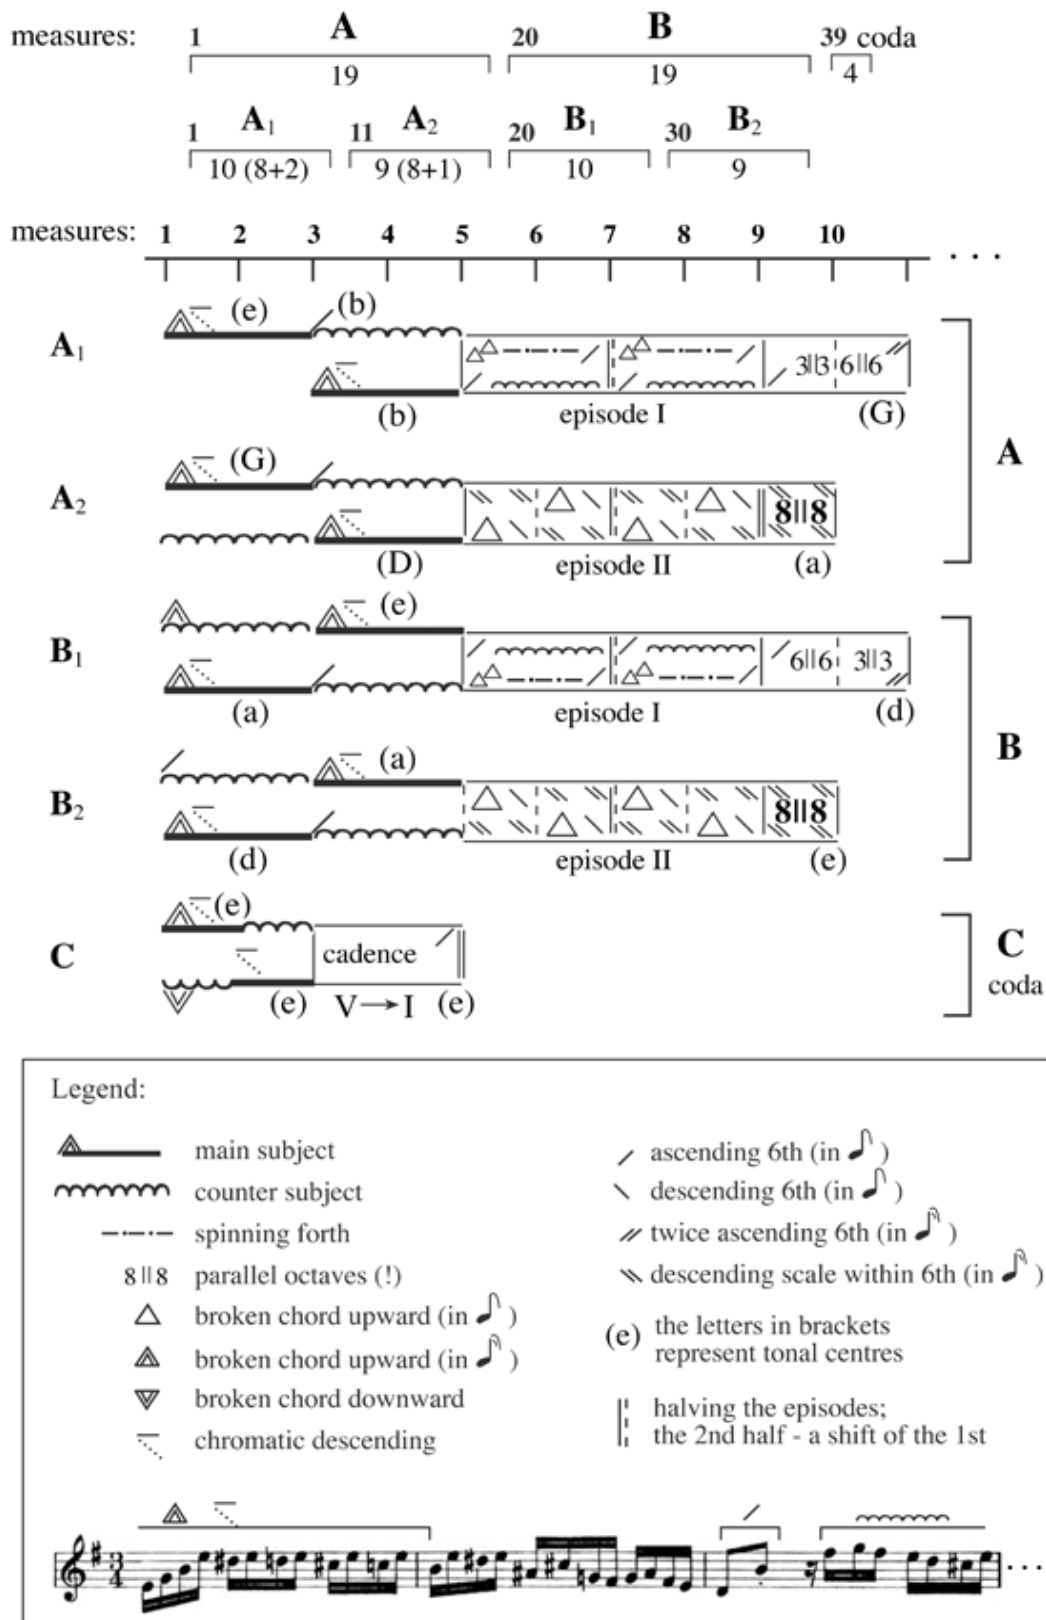 measures: 1 A 20 B 39 coda
19 19 4
1 A1 11 A2 20 B1 30 B2
10 (8+2) 9 (8+1) 10 9
measures: 1 2 3 4 5 6 7 8 9 10 . . .
(e) (b)
A1 3||3 6||6
(b) episode I (G)
A
(G)
A2 8||8
(D) episode II (a)
(e)
B1 6||6 3||3
(a) episode I (d)
B
(a)
B2 8||8
(d) episode II (e)
(e)
C cadence C
(e) V→I (e) coda
Legend:
main subject
counter subject
spinning forth
8||8 parallel octaves (!)
broken chord upward (in ♪)
broken chord upward (in 𝅘𝅥𝅯)
broken chord downward
chromatic descending
ascending 6th (in ♪)
descending 6th (in ♪)
twice ascending 6th (in 𝅘𝅥𝅯)
descending scale within 6th (in 𝅘𝅥𝅯)
(e) the letters in brackets
represent tonal centres
halving the episodes;
the 2nd half - a shift of the 1st
3
4
. . . .